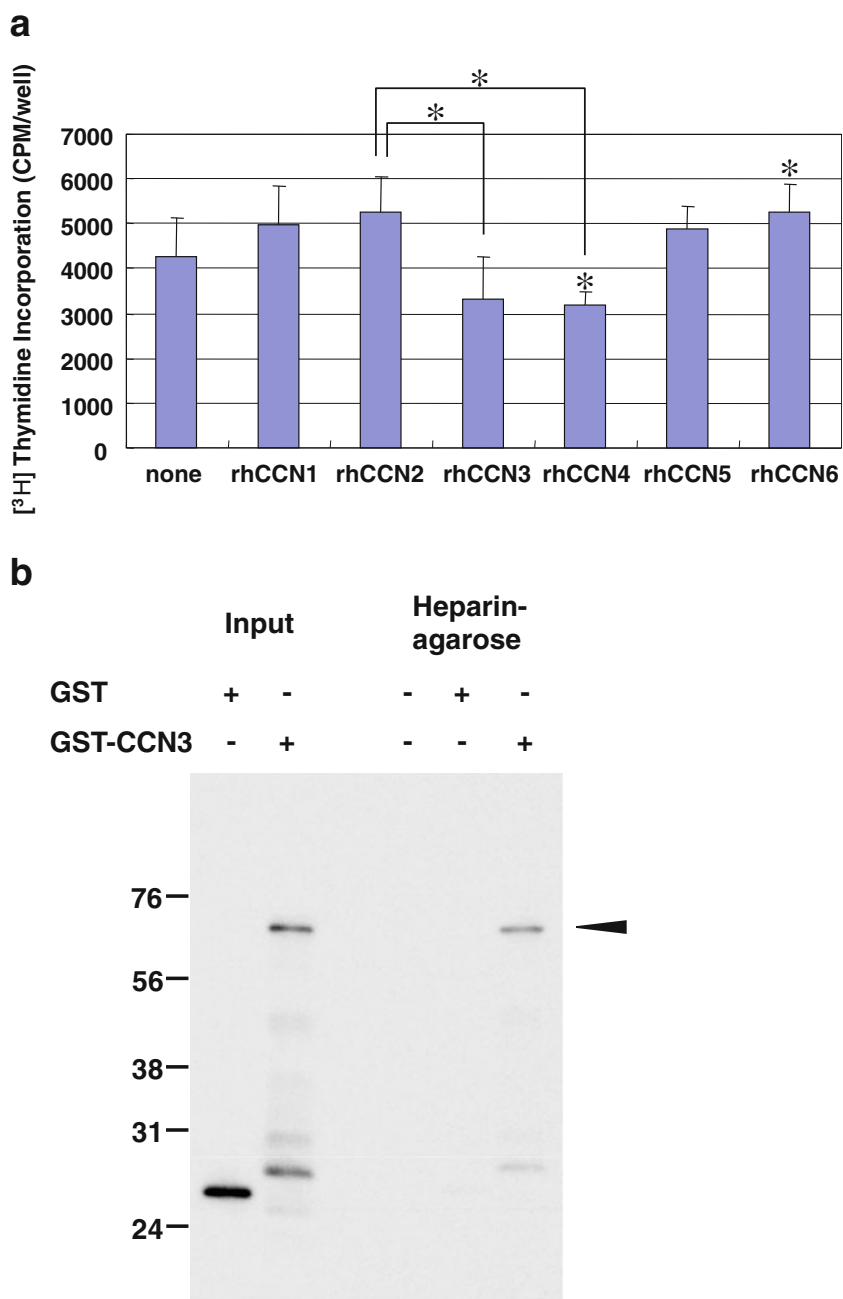 a
[³H] Thymidine Incorporation (CPM/well)
*
*
7000
6000
5000
4000
3000
2000
1000
0
*
*
none rhCCN1 rhCCN2 rhCCN3 rhCCN4 rhCCN5 rhCCN6
b
Input
Heparin-
agarose
GST + - - + -
GST-CCN3 - + - - +
76
56
38
31
24